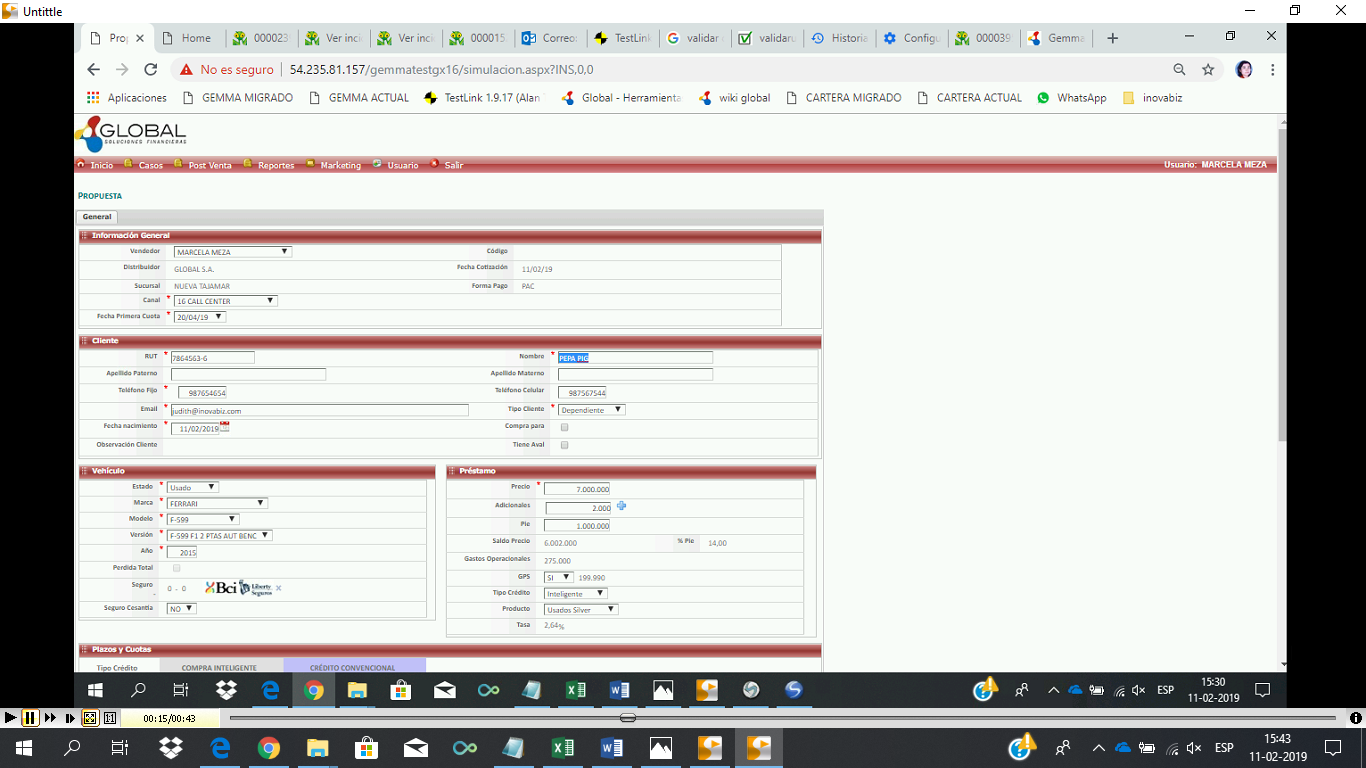 Untittle
Pro
Home
000023
Ver inci
Ver inci
000015
Correo:
TestLink
validar
validaru
Historia
Configu
000039
Gemma
No es seguro | 54.235.81.157/gemmatestgx16/simulacion.aspx?INS,0,0
Aplicaciones GEMMA MIGRADO GEMMA ACTUAL TestLink 1.9.17 (Alan Global - Herramienta wiki global CARTERA MIGRADO CARTERA ACTUAL WhatsApp inovabiz
GLOBAL
SOLUCIONES FINANCIERAS
Inicio Casos Post Venta Reportes Marketing Usuario Salir Usuario: MARCELA MEZA
PROPUESTA
General
Información General
Vendedor MARCELA MEZA Código
Distribuidor GLOBAL S.A. Fecha Cotización 11/02/19
Sucursal NUEVA TAJAMAR Forma Pago PAC
Canal * 16 CALL CENTER
Fecha Primera Cuota * 20/04/19
Cliente
RUT * 7864563-6 Nombre * PEPA PIG
Apellido Paterno Apellido Materno
Teléfono Fijo * 987654654 Teléfono Celular 987567544
Email * judith@inovabiz.com Tipo Cliente * Dependiente
Fecha nacimiento * 11/02/2019 Compra para
Observación Cliente Tiene Aval
Vehículo
Estado * Usado
Marca * FERRARI
Modelo * F-599
Versión * F-599 F1 2 PTAS AUT BENC
Año * 2015
Perdida Total
Seguro 0 - 0 Bci Liberty Seguros X
Seguro Cesantía NO
Préstamo
Precio * 7.000.000
Adicionales 2.000
Pie 1.000.000
Saldo Precio 6.002.000 % Pie 14,00
Gastos Operacionales 275.000
GPS SI 199.990
Tipo Crédito Inteligente
Producto Usados Silver
Tasa 2,64%
Plazos y Cuotas
Tipo Crédito COMPRA INTELIGENTE CRÉDITO CONVENCIONAL
ESP
15:30
11-02-2019
1:1
00:15/00:43
ESP
15:43
11-02-2019